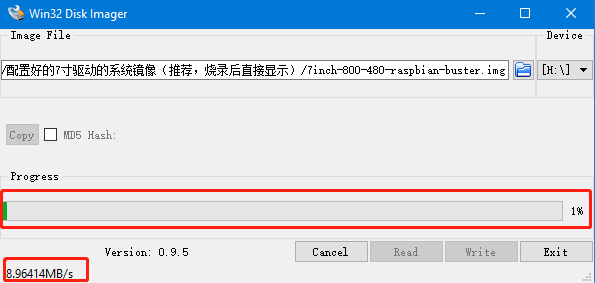 Win32 Disk Imager
Image File
Device
/配置好的7寸驱动的系统镜像（推荐，烧录后直接显示）/7inch-800-480-raspbian-buster.img
[H:\]
Copy
MD5 Hash:
Progress
1%
Version: 0.9.5
Cancel
Read
Write
Exit
8.96414MB/s